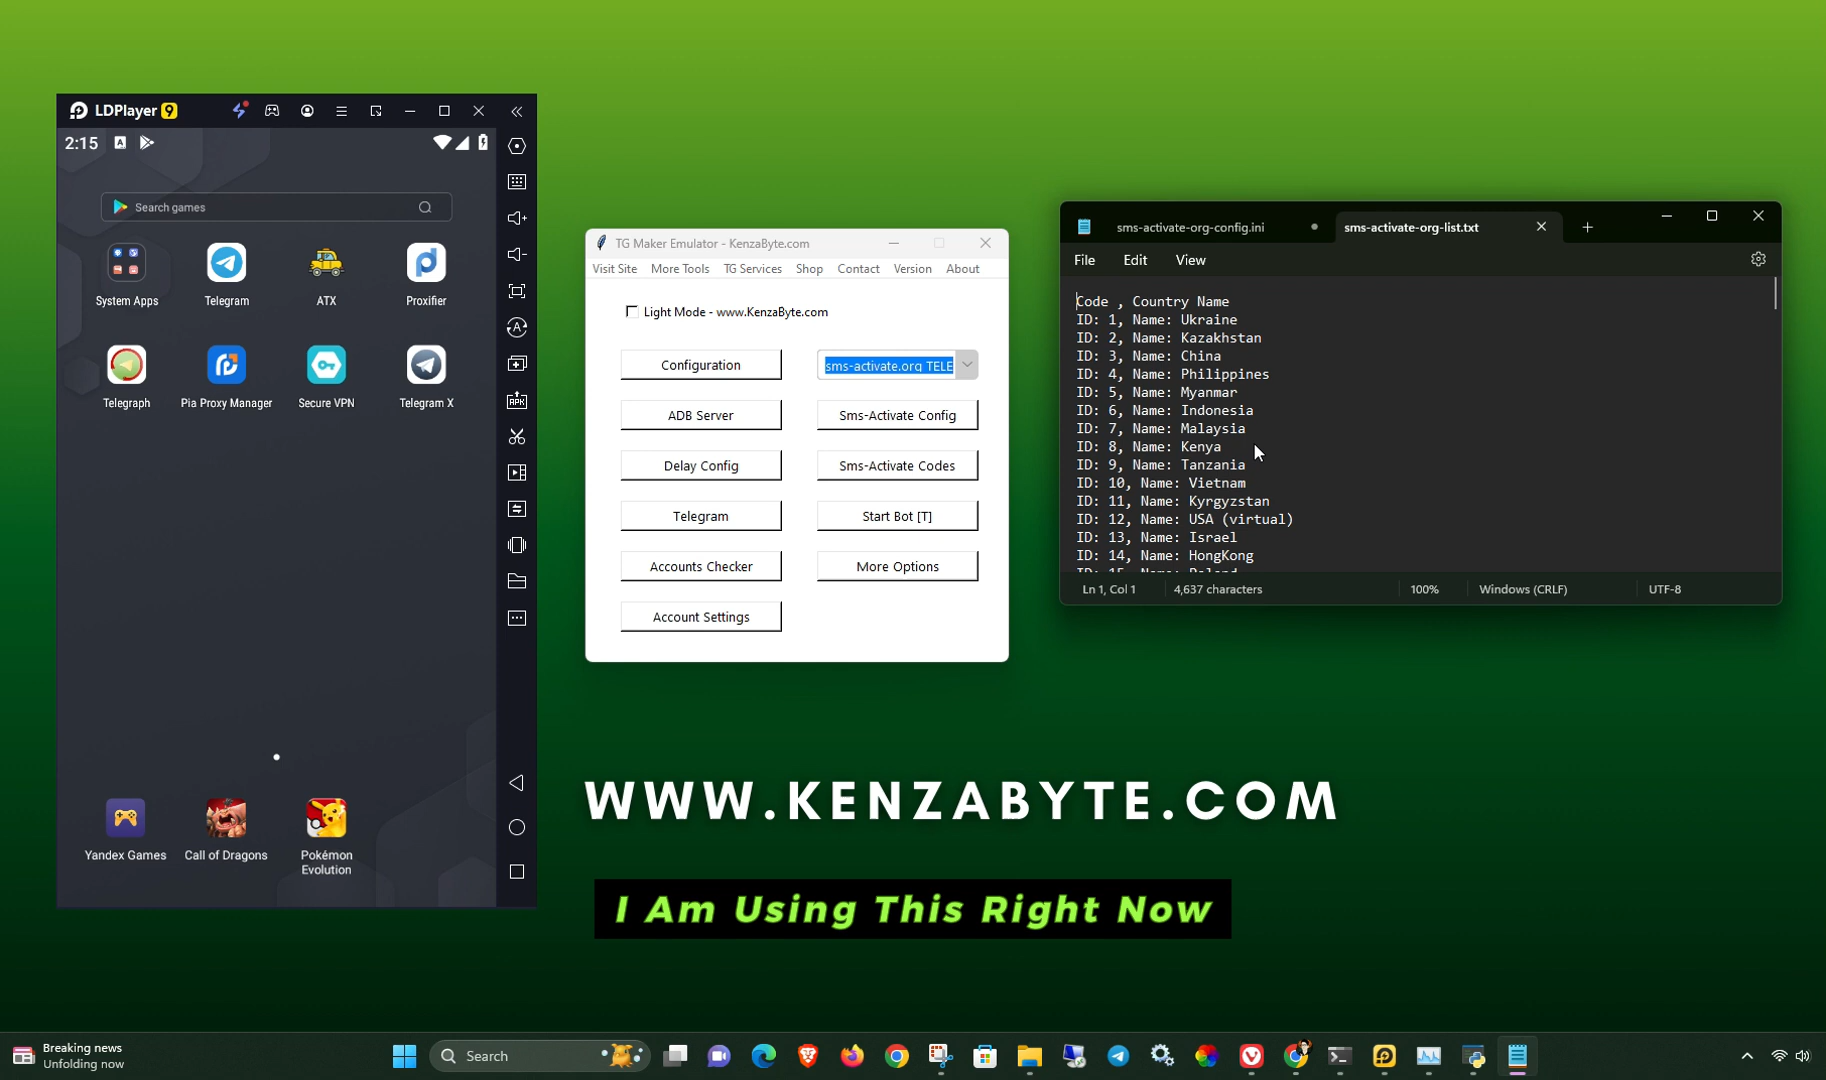 LDPlayer 9
2:15
Search games
System Apps
Telegram
ATX
Proxifier
Telegraph
Pia Proxy Manager
Secure VPN
Telegram X
Yandex Games
Call of Dragons
Pokémon
Evolution
TG Maker Emulator - KenzaByte.com
Visit Site More Tools TG Services Shop Contact Version About
Light Mode - www.KenzaByte.com
Configuration
sms-activate.org TELE
ADB Server
Sms-Activate Config
Delay Config
Sms-Activate Codes
Telegram
Start Bot [T]
Accounts Checker
More Options
Account Settings
sms-activate-org-config.ini
sms-activate-org-list.txt
File Edit View
Code , Country Name
ID: 1, Name: Ukraine
ID: 2, Name: Kazakhstan
ID: 3, Name: China
ID: 4, Name: Philippines
ID: 5, Name: Myanmar
ID: 6, Name: Indonesia
ID: 7, Name: Malaysia
ID: 8, Name: Kenya
ID: 9, Name: Tanzania
ID: 10, Name: Vietnam
ID: 11, Name: Kyrgyzstan
ID: 12, Name: USA (virtual)
ID: 13, Name: Israel
ID: 14, Name: HongKong
Ln 1, Col 1 4,637 characters 100% Windows (CRLF) UTF-8
WWW.KENZABYTE.COM
I Am Using This Right Now
Breaking news
Unfolding now
Search